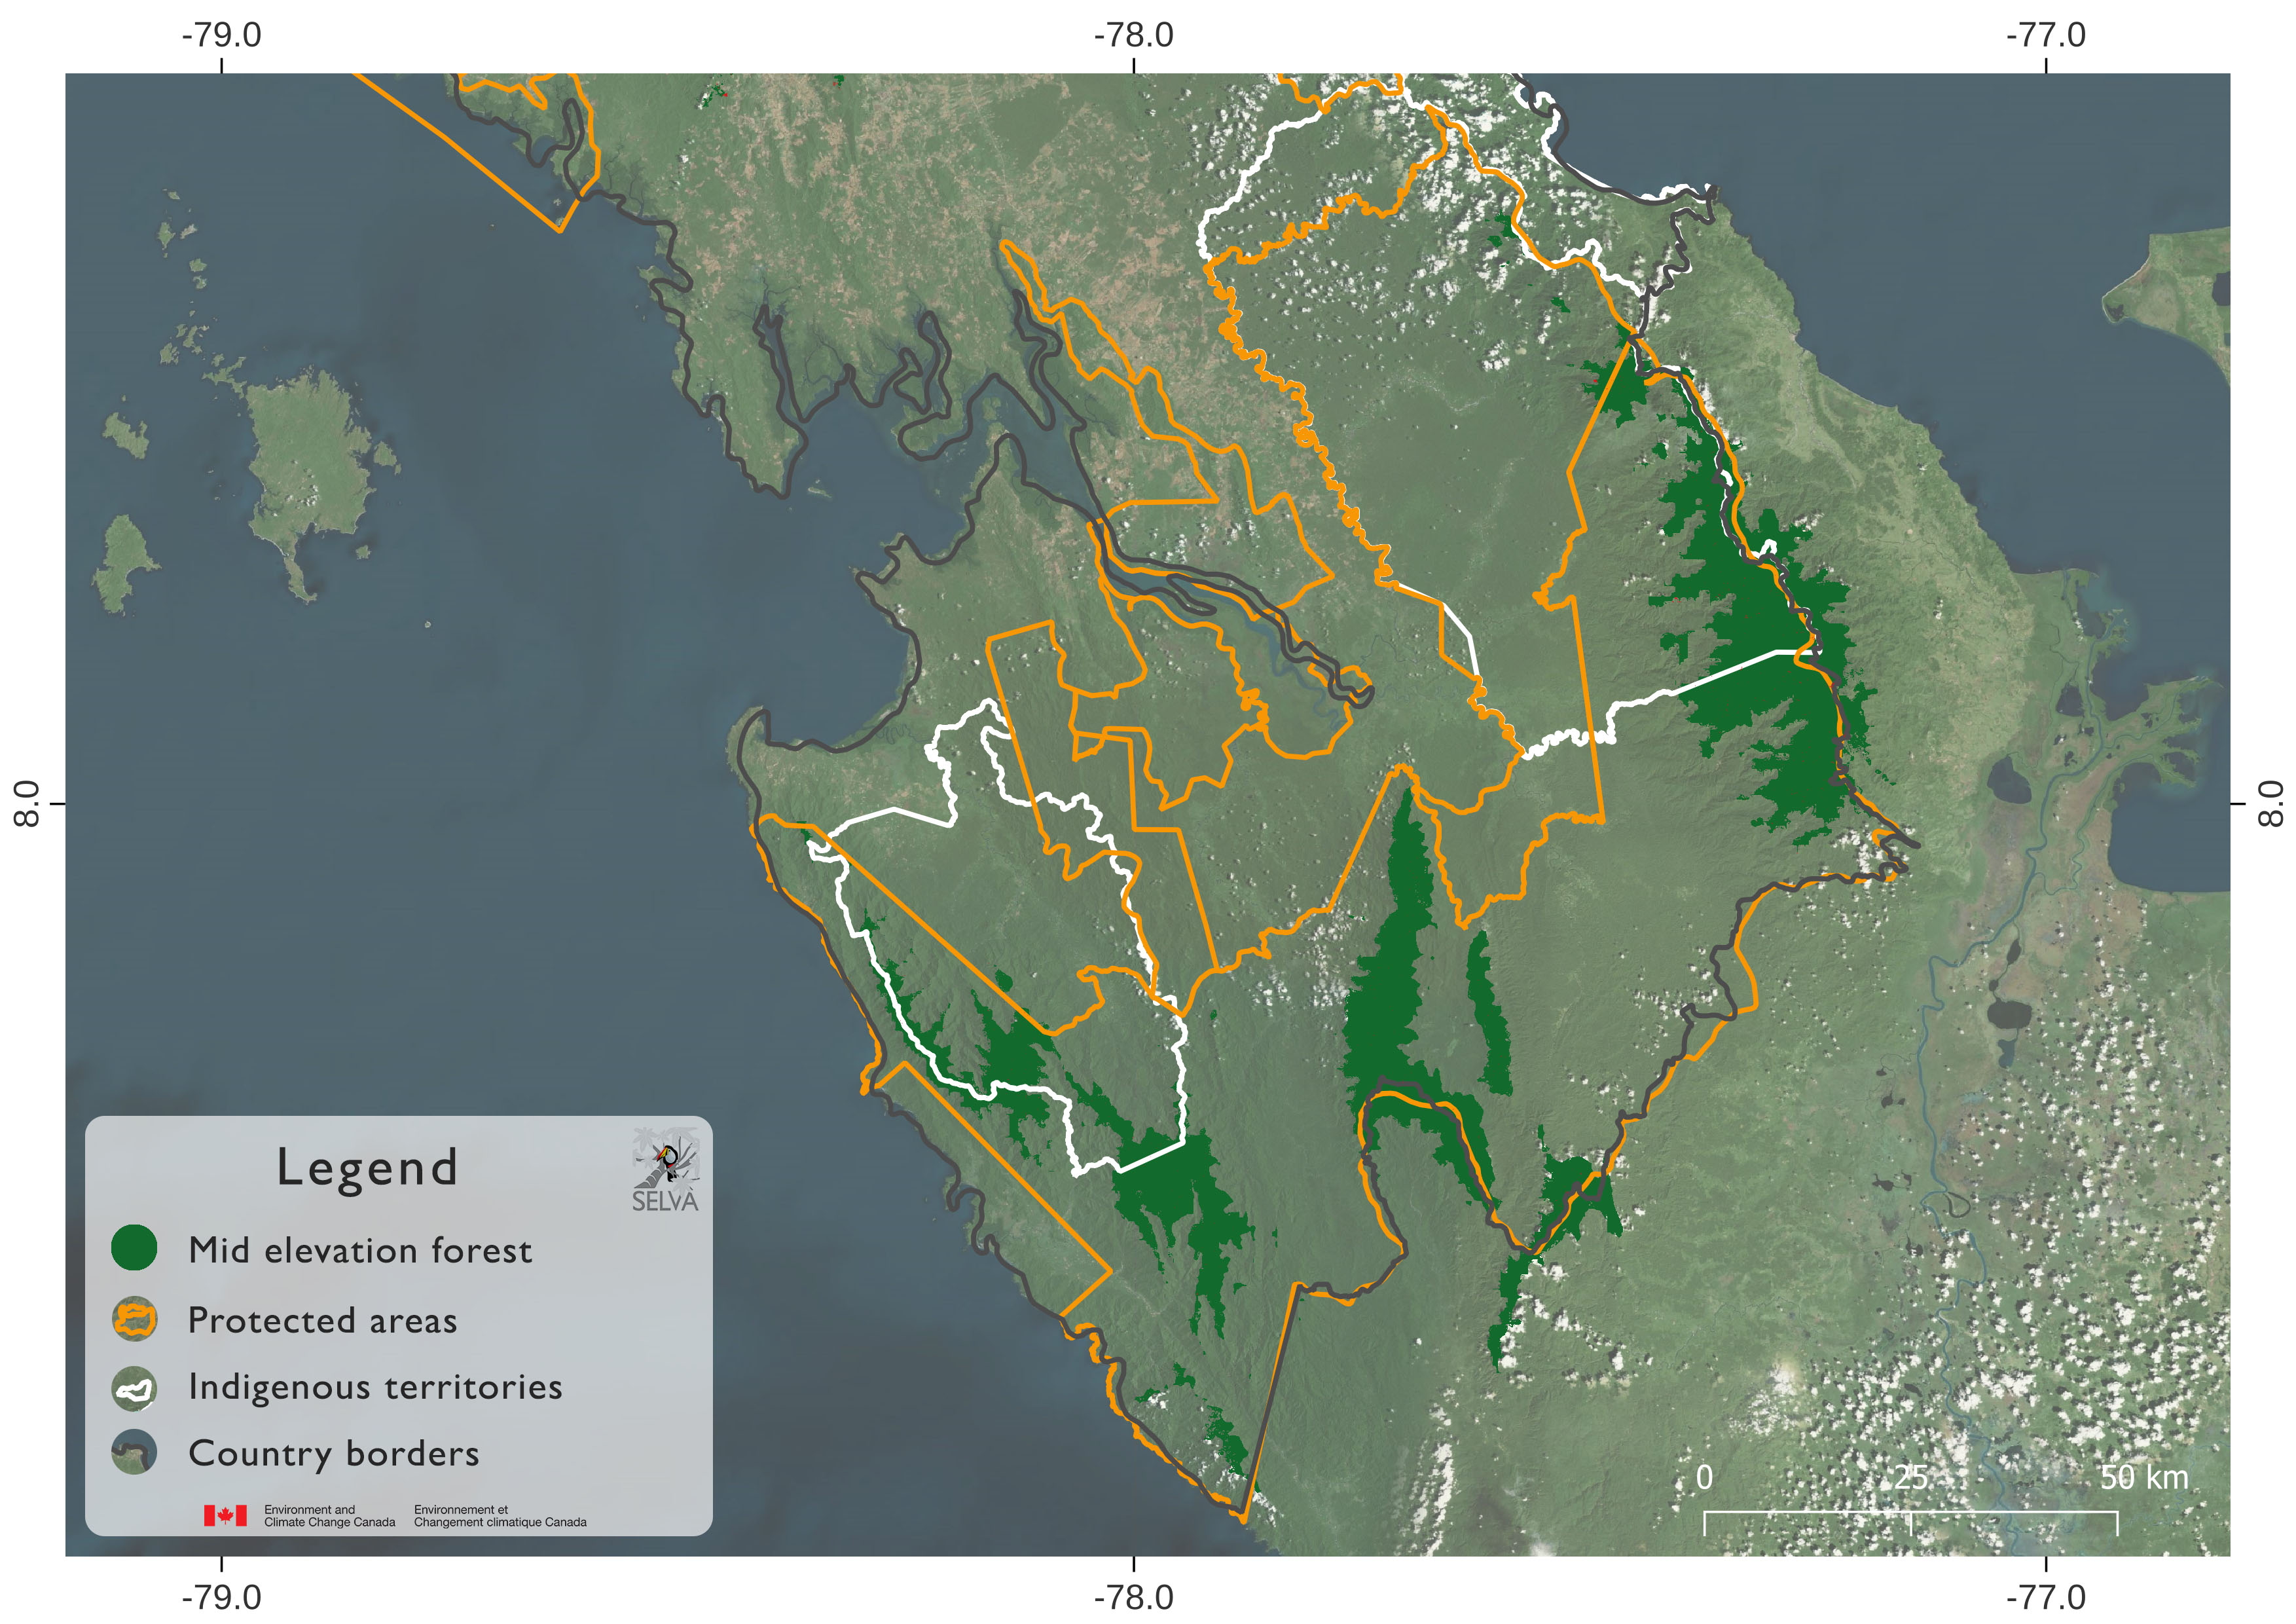 -79.0 -78.0 -77.0
8.0 8.0
Legend
SELVA
Mid elevation forest
Protected areas
Indigenous territories
Country borders
Environment and Environnement et
Climate Change Canada Changement climatique Canada
0 25 50 km
-79.0 -78.0 -77.0